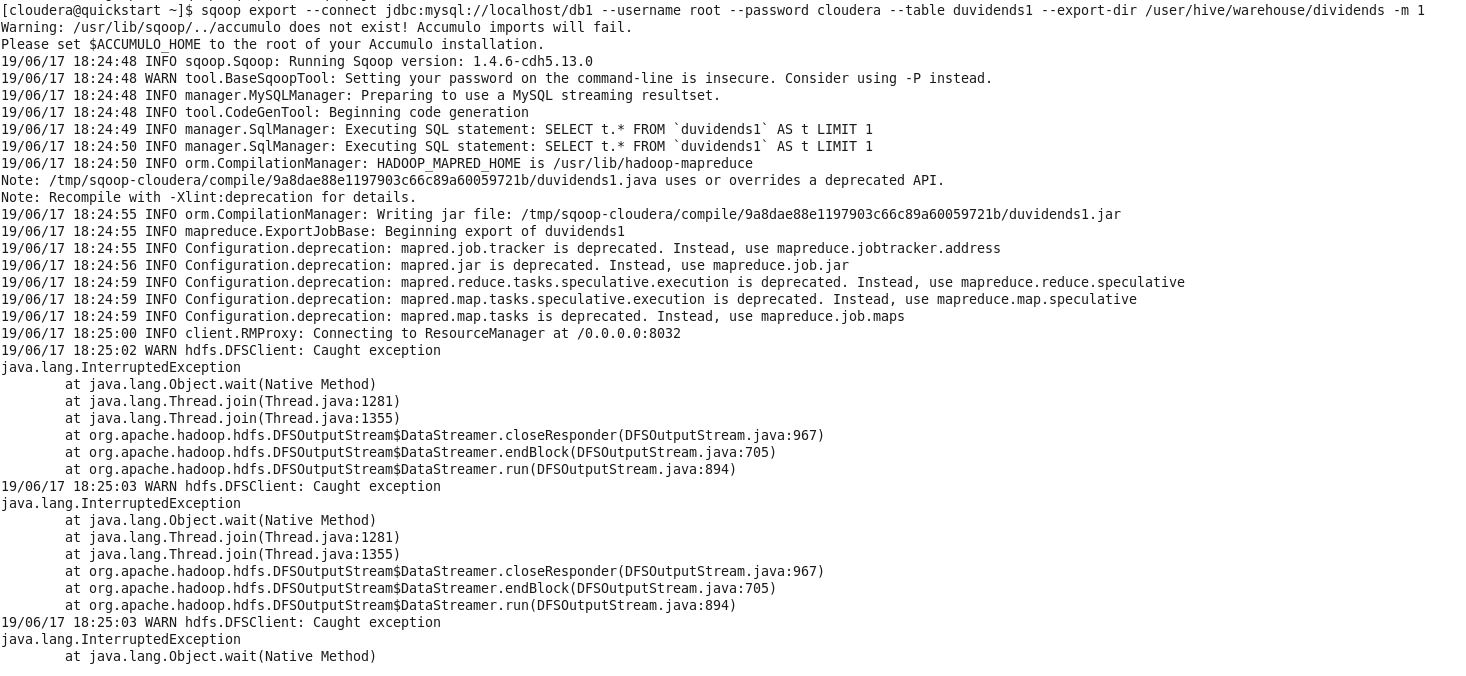 [cloudera@quickstart ~]$ sqoop export --connect jdbc:mysql://localhost/db1 --username root --password cloudera --table duvidends1 --export-dir /user/hive/warehouse/dividends -m 1
Warning: /usr/lib/sqoop/../accumulo does not exist! Accumulo imports will fail.
Please set $ACCUMULO_HOME to the root of your Accumulo installation.
19/06/17 18:24:48 INFO sqoop.Sqoop: Running Sqoop version: 1.4.6-cdh5.13.0
19/06/17 18:24:48 WARN tool.BaseSqoopTool: Setting your password on the command-line is insecure. Consider using -P instead.
19/06/17 18:24:48 INFO manager.MySQLManager: Preparing to use a MySQL streaming resultset.
19/06/17 18:24:48 INFO tool.CodeGenTool: Beginning code generation
19/06/17 18:24:49 INFO manager.SqlManager: Executing SQL statement: SELECT t.* FROM `duvidends1` AS t LIMIT 1
19/06/17 18:24:50 INFO manager.SqlManager: Executing SQL statement: SELECT t.* FROM `duvidends1` AS t LIMIT 1
19/06/17 18:24:50 INFO orm.CompilationManager: HADOOP_MAPRED_HOME is /usr/lib/hadoop-mapreduce
Note: /tmp/sqoop-cloudera/compile/9a8dae88e1197903c66c89a60059721b/duvidends1.java uses or overrides a deprecated API.
Note: Recompile with -Xlint:deprecation for details.
19/06/17 18:24:55 INFO orm.CompilationManager: Writing jar file: /tmp/sqoop-cloudera/compile/9a8dae88e1197903c66c89a60059721b/duvidends1.jar
19/06/17 18:24:55 INFO mapreduce.ExportJobBase: Beginning export of duvidends1
19/06/17 18:24:55 INFO Configuration.deprecation: mapred.job.tracker is deprecated. Instead, use mapreduce.jobtracker.address
19/06/17 18:24:56 INFO Configuration.deprecation: mapred.jar is deprecated. Instead, use mapreduce.job.jar
19/06/17 18:24:59 INFO Configuration.deprecation: mapred.reduce.tasks.speculative.execution is deprecated. Instead, use mapreduce.reduce.speculative
19/06/17 18:24:59 INFO Configuration.deprecation: mapred.map.tasks.speculative.execution is deprecated. Instead, use mapreduce.map.speculative
19/06/17 18:24:59 INFO Configuration.deprecation: mapred.map.tasks is deprecated. Instead, use mapreduce.job.maps
19/06/17 18:25:00 INFO client.RMProxy: Connecting to ResourceManager at /0.0.0.0:8032
19/06/17 18:25:02 WARN hdfs.DFSClient: Caught exception
java.lang.InterruptedException
        at java.lang.Object.wait(Native Method)
        at java.lang.Thread.join(Thread.java:1281)
        at java.lang.Thread.join(Thread.java:1355)
        at org.apache.hadoop.hdfs.DFSOutputStream$DataStreamer.closeResponder(DFSOutputStream.java:967)
        at org.apache.hadoop.hdfs.DFSOutputStream$DataStreamer.endBlock(DFSOutputStream.java:705)
        at org.apache.hadoop.hdfs.DFSOutputStream$DataStreamer.run(DFSOutputStream.java:894)
19/06/17 18:25:03 WARN hdfs.DFSClient: Caught exception
java.lang.InterruptedException
        at java.lang.Object.wait(Native Method)
        at java.lang.Thread.join(Thread.java:1281)
        at java.lang.Thread.join(Thread.java:1355)
        at org.apache.hadoop.hdfs.DFSOutputStream$DataStreamer.closeResponder(DFSOutputStream.java:967)
        at org.apache.hadoop.hdfs.DFSOutputStream$DataStreamer.endBlock(DFSOutputStream.java:705)
        at org.apache.hadoop.hdfs.DFSOutputStream$DataStreamer.run(DFSOutputStream.java:894)
19/06/17 18:25:03 WARN hdfs.DFSClient: Caught exception
java.lang.InterruptedException
        at java.lang.Object.wait(Native Method)